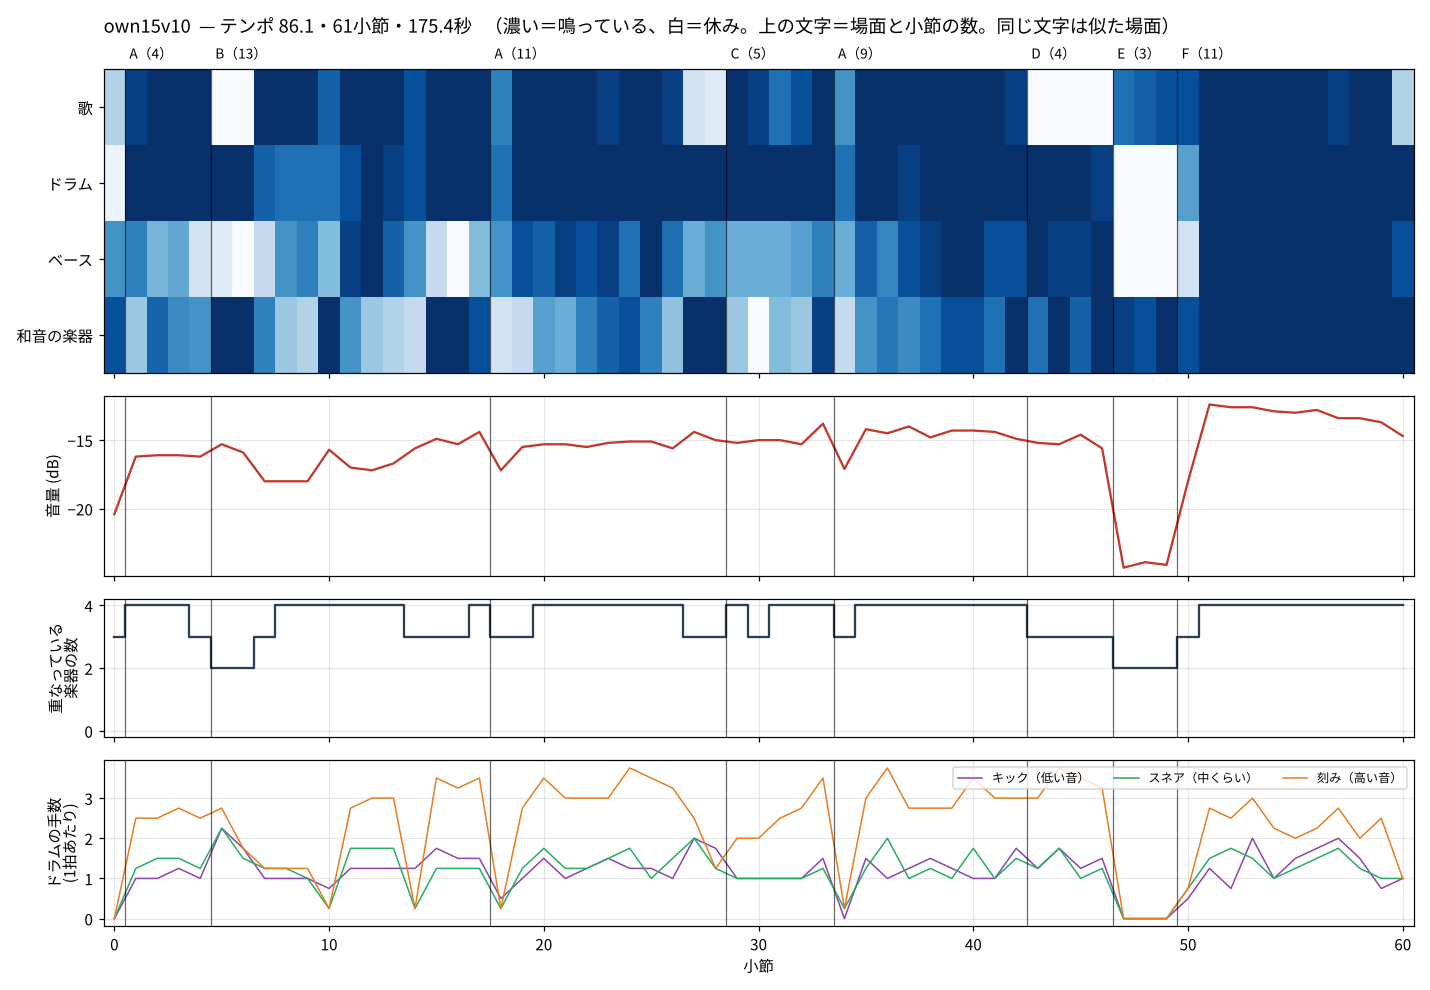 own15v10 — テンポ 86.1・61小節・175.4秒 （濃い＝鳴っている、白＝休み。上の文字＝場面と小節の数。同じ文字は似た場面）
A（4） B（13） A（11） C（5） A（9） D（4） E（3） F（11）
歌
ドラム
ベース
和音の楽器
音量 (dB)
−15
−20
重なっている
楽器の数
4
2
0
ドラムの手数
(1拍あたり)
3
2
1
0
キック（低い音） スネア（中くらい） 刻み（高い音）
0 10 20 30 40 50 60
小節